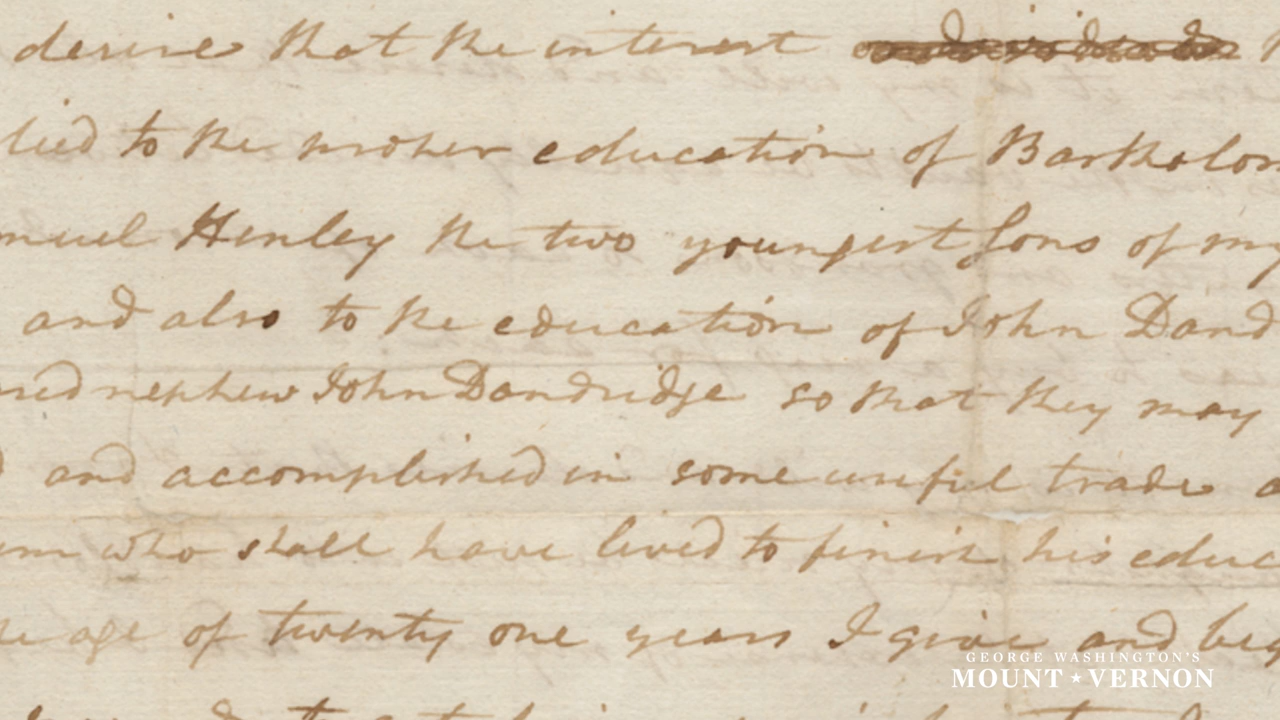 desire that the interest
lied to the proper education of Bartholom
muel Henley the two youngest sons of my
and also to the education of John Dand
nephew John Dandridge so that they may
and accomplished in some useful trade
who shall have lived to finish his educ
age of twenty one years I give and beq
GEORGE WASHINGTON'S
MOUNT ★ VERNON